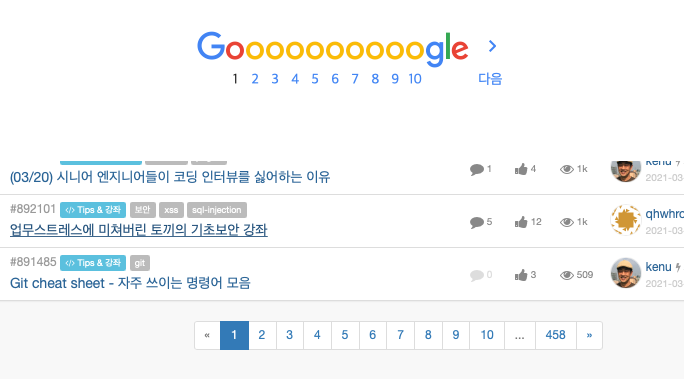 Goooooooooogle >
1 2 3 4 5 6 7 8 9 10 다음
kenu
(03/20) 시니어 엔지니어들이 코딩 인터뷰를 싫어하는 이유 1 4 1k
2021-03
#892101 </> Tips & 강좌 보안 xss sql-injection
업무스트레스에 미쳐버린 토끼의 기초보안 강좌 5 12 1k
qhwhro
2021-03
#891485 </> Tips & 강좌 git
Git cheat sheet - 자주 쓰이는 명령어 모음 0 3 509
kenu
2021-03
« 1 2 3 4 5 6 7 8 9 10 ... 458 »